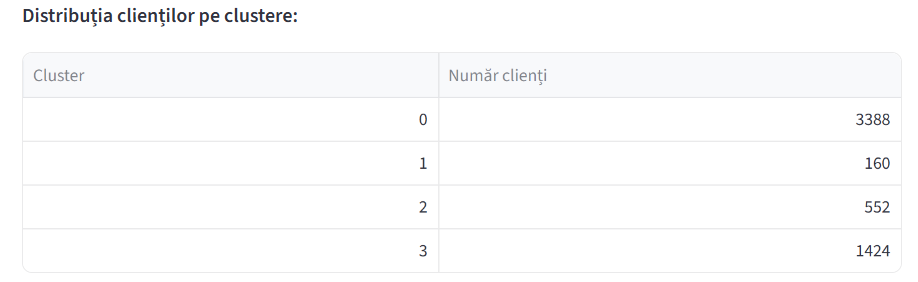 Distribuția clienților pe clustere:
Cluster Număr clienți
0 3388
1 160
2 552
3 1424